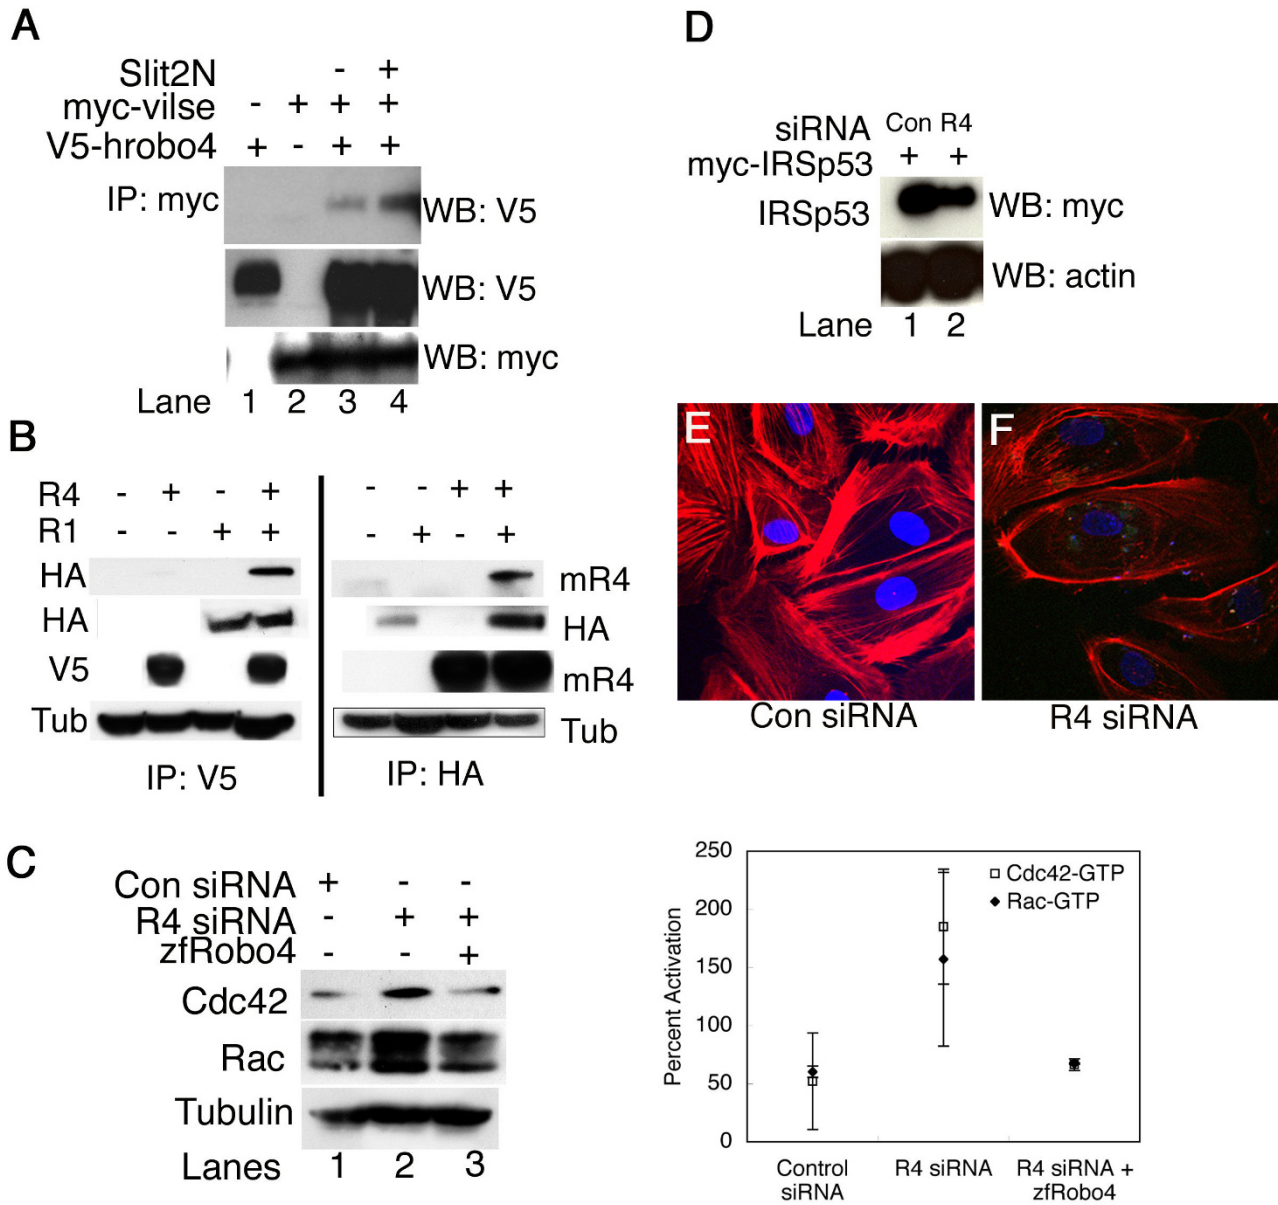 A
Slit2N - +
myc-vilse - + + +
V5-hrobo4 + - + +
IP: myc WB: V5
WB: V5
WB: myc
Lane 1 2 3 4
B
R4 - + - + - - + +
R1 - - + + - + - +
HA mR4
HA HA
V5 mR4
Tub Tub
IP: V5 IP: HA
C
Con siRNA + - -
R4 siRNA - + +
zfRobo4 - - +
Cdc42
Rac
Tubulin
Lanes 1 2 3
D
siRNA Con R4
myc-IRSp53 + +
IRSp53 WB: myc
WB: actin
Lane 1 2
E F
Con siRNA R4 siRNA
Percent Activation
250
200
150
100
50
0
Cdc42-GTP
Rac-GTP
Control siRNA
R4 siRNA
R4 siRNA + zfRobo4